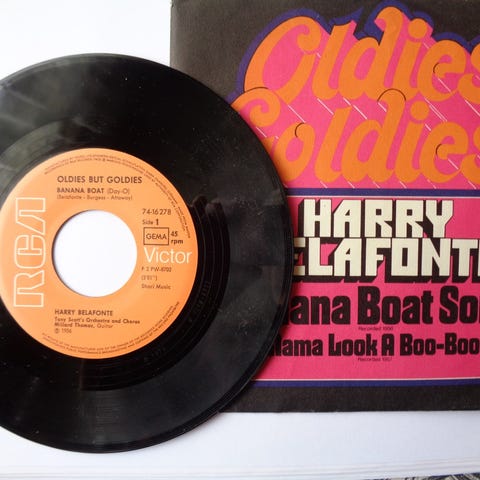 OLDIES BUT GOLDIES
BANANA BOAT (Day-O)
(Belafonte - Burgess - Attaway)
74-16 278
Side 1
GEMA
45
rpm
RCA
Victor
Shari Music
HARRY BELAFONTE
Tony Scott's Orchestra and Chorus
Millard Thomas, Guitar
℗ 1956
Oldies
Goldies
HARRY
ELAFONTE
ana Boat So
Recorded 1956
Mama Look A Boo-Boo
Recorded 1957